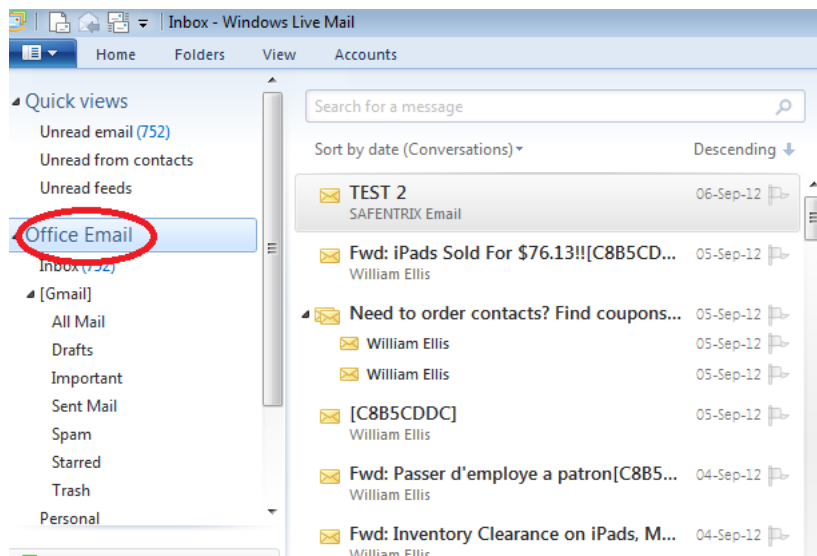 Inbox - Windows Live Mail
Home Folders View Accounts
Quick views
Unread email (752)
Unread from contacts
Unread feeds
Office Email
Inbox (752)
[Gmail]
All Mail
Drafts
Important
Sent Mail
Spam
Starred
Trash
Personal
Search for a message
Sort by date (Conversations) Descending
TEST 2 06-Sep-12
SAFENTRIX Email
Fwd: iPads Sold For $76.13!![C8B5CD... 05-Sep-12
William Ellis
Need to order contacts? Find coupons... 05-Sep-12
William Ellis 05-Sep-12
William Ellis 05-Sep-12
[C8B5CDDC] 05-Sep-12
William Ellis
Fwd: Passer d'employe a patron[C8B5... 04-Sep-12
William Ellis
Fwd: Inventory Clearance on iPads, M... 04-Sep-12
William Ellis